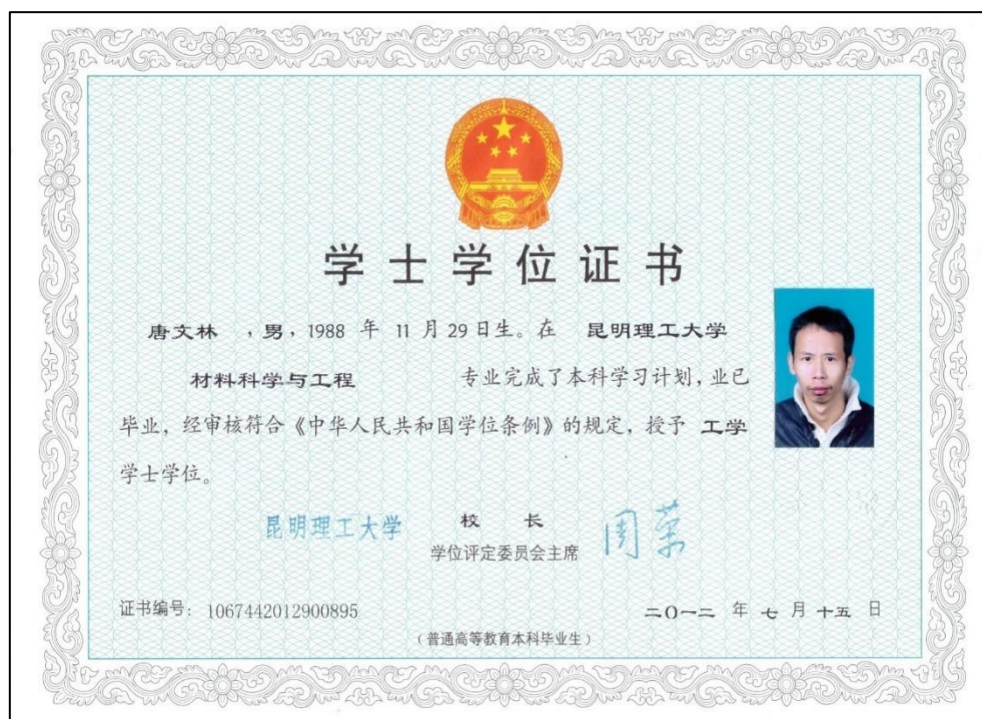 学士学位证书
唐文林 ，男，1988 年 11 月 29 日生。在 昆明理工大学
材料科学与工程 专业完成了本科学习计划，业已
毕业，经审核符合《中华人民共和国学位条例》的规定，授予 工学
学士学位。
昆明理工大学 校 长 周荣
学位评定委员会主席
证书编号：1067442012900895 二〇一二 年 七 月 十五 日
（普通高等教育本科毕业生）